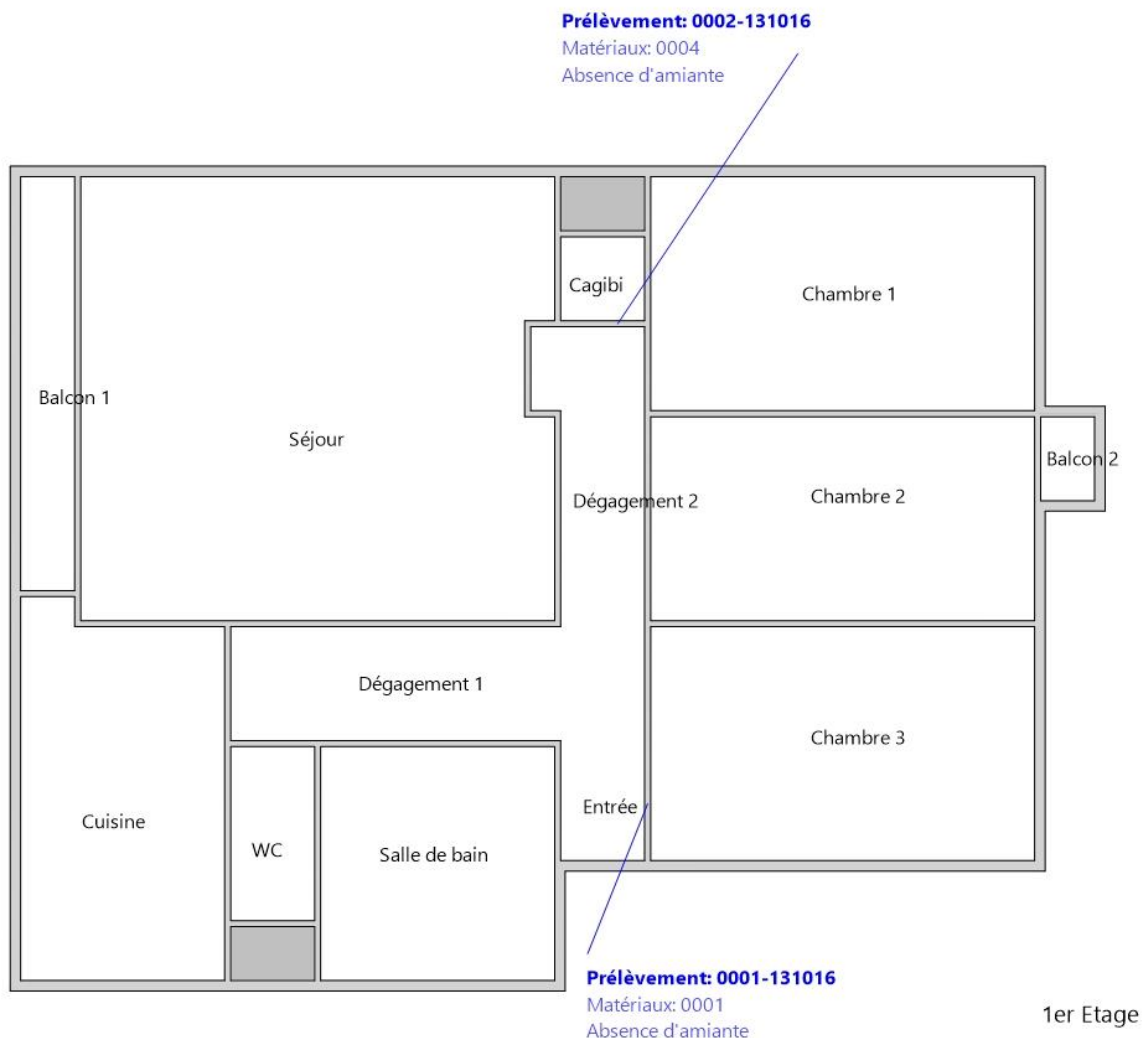 Prélèvement: 0002-131016
Matériaux: 0004
Absence d'amiante
Cagibi
Chambre 1
Balcon 1
Séjour
Balcon 2
Dégagement 2
Chambre 2
Dégagement 1
Chambre 3
Entrée
Cuisine
WC
Salle de bain
Prélèvement: 0001-131016
Matériaux: 0001
Absence d'amiante
1er Etage